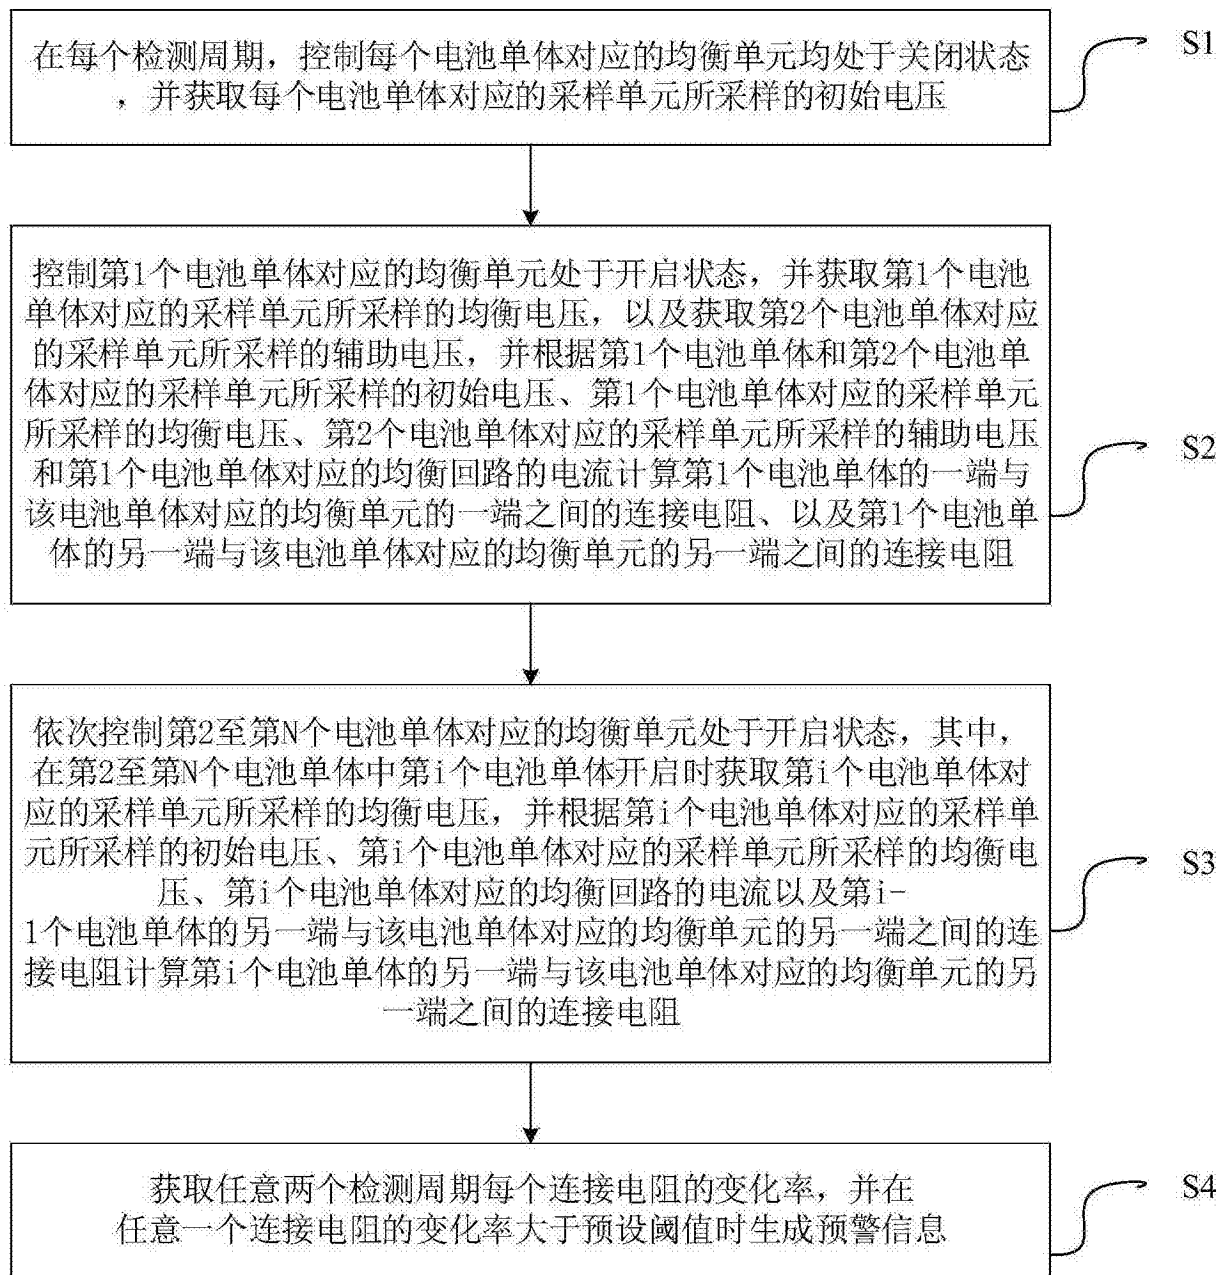 在每个检测周期，控制每个电池单体对应的均衡单元均处于关闭状态
，并获取每个电池单体对应的采样单元所采样的初始电压
S1
控制第1个电池单体对应的均衡单元处于开启状态，并获取第1个电池
单体对应的采样单元所采样的均衡电压，以及获取第2个电池单体对应
的采样单元所采样的辅助电压，并根据第1个电池单体和第2个电池单
体对应的采样单元所采样的初始电压、第1个电池单体对应的采样单元
所采样的均衡电压、第2个电池单体对应的采样单元所采样的辅助电压
和第1个电池单体对应的均衡回路的电流计算第1个电池单体的一端与
该电池单体对应的均衡单元的一端之间的连接电阻、以及第1个电池单
体的另一端与该电池单体对应的均衡单元的另一端之间的连接电阻
S2
依次控制第2至第N个电池单体对应的均衡单元处于开启状态，其中，
在第2至第N个电池单体中第i个电池单体开启时获取第i个电池单体对
应的采样单元所采样的均衡电压，并根据第i个电池单体对应的采样单
元所采样的初始电压、第i个电池单体对应的采样单元所采样的均衡电
压、第i个电池单体对应的均衡回路的电流以及第i-
1个电池单体的另一端与该电池单体对应的均衡单元的另一端之间的连
接电阻计算第i个电池单体的另一端与该电池单体对应的均衡单元的另
一端之间的连接电阻
S3
获取任意两个检测周期每个连接电阻的变化率，并在
任意一个连接电阻的变化率大于预设阈值时生成预警信息
S4